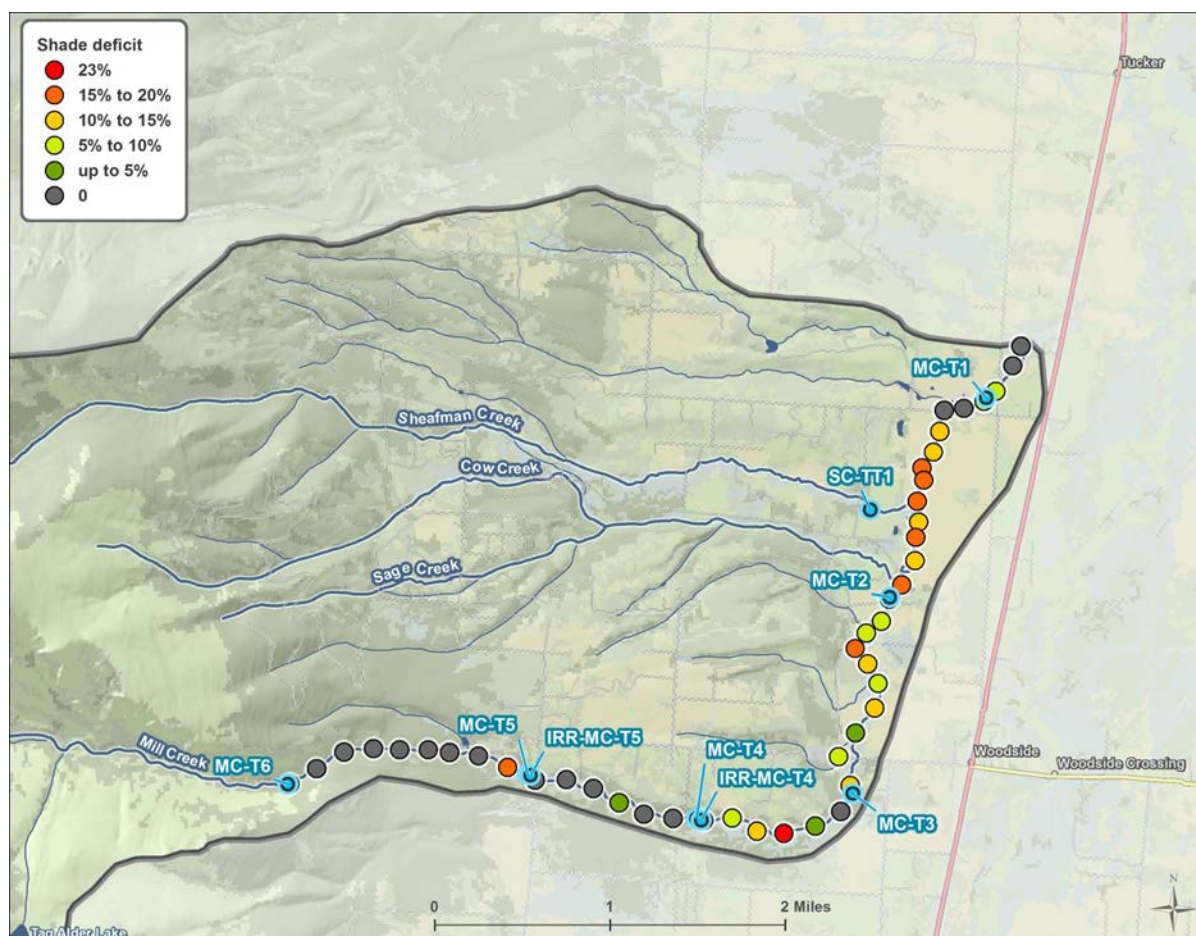 Shade deficit
23%
15% to 20%
10% to 15%
5% to 10%
up to 5%
0
Tucker
MC-T1
Sheafman Creek
Cow Creek
SC-TT1
Sage Creek
MC-T2
MC-T5
IRR-MC-T5
MC-T4
Mill Creek
MC-T6
IRR-MC-T4
Woodside
Woodside Crossing
MC-T3
N
0 1 2 Miles
Tag Alder Lake